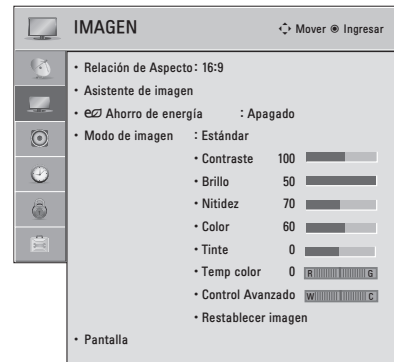 IMAGEN Mover Ingresar
• Relación de Aspecto: 16:9
• Asistente de imagen
• Ahorro de energía : Apagado
• Modo de imagen : Estándar
• Contraste 100
• Brillo 50
• Nitidez 70
• Color 60
• Tinte 0
• Temp color 0 R G
• Control Avanzado W C
• Restablecer imagen
• Pantalla